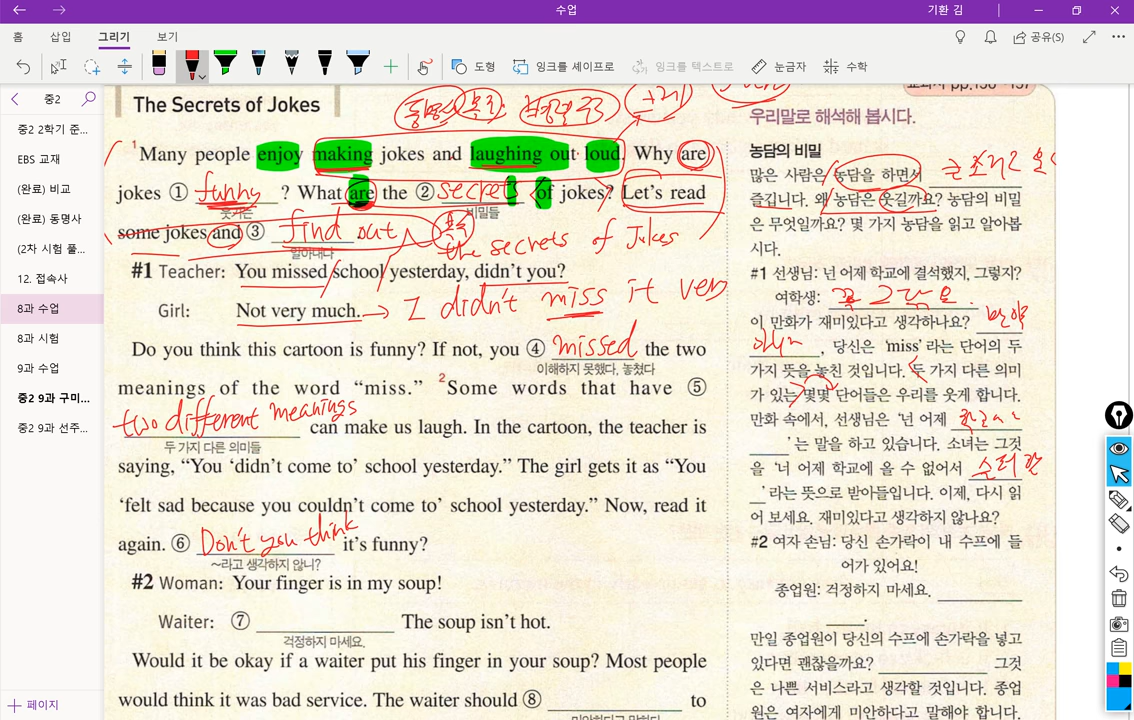 수업
기환 김
홈 삽입 그리기 보기
공유(S)
도형 잉크를 셰이프로 잉크를 텍스트로 눈금자 수학
중2
중2 2학기 준...
EBS 교재
(완료) 비교
(완료) 동명사
(2차 시험 풀...
12. 접속사
8과 수업
8과 시험
9과 수업
중2 9과 구미...
중2 9과 선주...
페이지
The Secrets of Jokes
1 Many people enjoy making jokes and laughing out loud. Why are
jokes ① funny ? What are the ② secrets of jokes? Let's read
웃기는 비밀들
some jokes and ③ find out the secrets of Jokes
알아내다
#1 Teacher: You missed school yesterday, didn't you?
Girl: Not very much. → I didn't miss it very
Do you think this cartoon is funny? If not, you ④ missed the two
이해하지 못했다, 놓쳤다
meanings of the word “miss.” 2 Some words that have ⑤
two different meanings can make us laugh. In the cartoon, the teacher is
두 가지 다른 의미들
saying, “You ‘didn't come to’ school yesterday.” The girl gets it as “You
‘felt sad because you couldn't come to’ school yesterday.” Now, read it
again. ⑥ Don't you think it's funny?
~라고 생각하지 않니?
#2 Woman: Your finger is in my soup!
Waiter: ⑦ The soup isn't hot.
걱정하지 마세요.
Would it be okay if a waiter put his finger in your soup? Most people
would think it was bad service. The waiter should ⑧ to
우리말로 해석해 봅시다.
농담의 비밀
많은 사람은 농담을 하면서
즐깁니다. 왜 농담은 웃길까요? 농담의 비밀
은 무엇일까요? 몇 가지 농담을 읽고 알아봅
시다.
#1 선생님: 넌 어제 학교에 결석했지, 그렇지?
여학생:
이 만화가 재미있다고 생각하나요? 만약
, 당신은 ‘miss’라는 단어의 두
가지 뜻을 놓친 것입니다. 두 가지 다른 의미
가 있는 몇몇 단어들은 우리를 웃게 합니다.
만화 속에서, 선생님은 ‘넌 어제
’는 말을 하고 있습니다. 소녀는 그것
을 ‘너 어제 학교에 올 수 없어서
’라는 뜻으로 받아들입니다. 이제, 다시 읽
어 보세요. 재미있다고 생각하지 않나요?
#2 여자 손님: 당신 손가락이 내 수프에 들
어가 있어요!
종업원: 걱정하지 마세요.
만일 종업원이 당신의 수프에 손가락을 넣고
있다면 괜찮을까요? 그것
은 나쁜 서비스라고 생각할 것입니다. 종업
원은 여자에게 미안하다고 말해야 합니다.